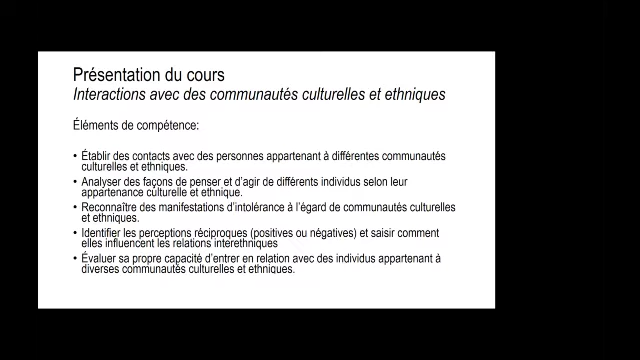 Présentation du cours
Interactions avec des communautés culturelles et ethniques
Éléments de compétence:
• Établir des contacts avec des personnes appartenant à différentes communautés
culturelles et ethniques.
• Analyser des façons de penser et d'agir de différents individus selon leur
appartenance culturelle et ethnique.
• Reconnaître des manifestations d'intolérance à l'égard de communautés culturelles
et ethniques.
• Identifier les perceptions réciproques (positives ou négatives) et saisir comment
elles influencent les relations interethniques
• Évaluer sa propre capacité d'entrer en relation avec des individus appartenant à
diverses communautés culturelles et ethniques.